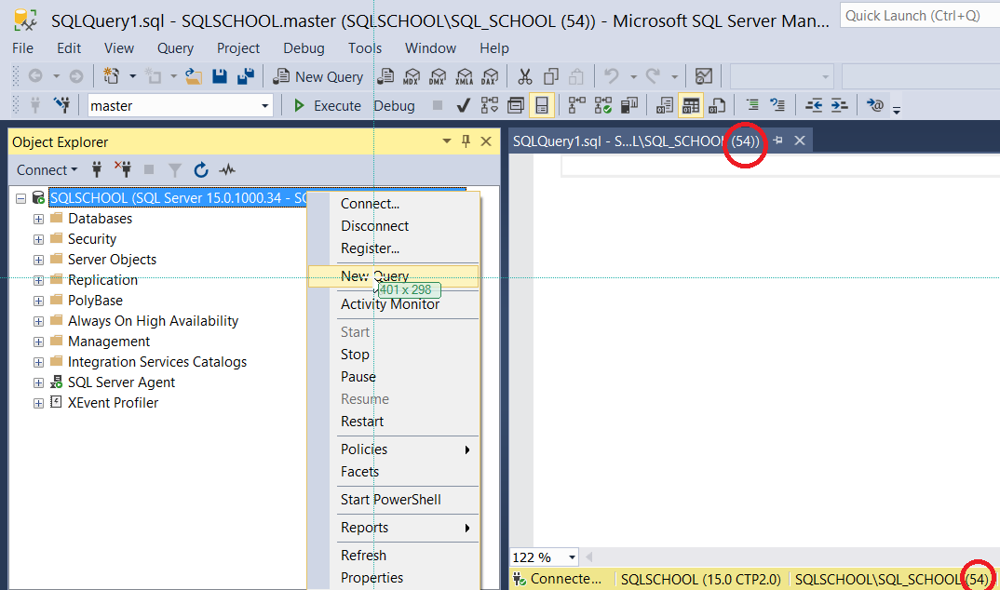 SQLQuery1.sql - SQLSCHOOL.master (SQLSCHOOL\SQL_SCHOOL (54)) - Microsoft SQL Server Man...
Quick Launch (Ctrl+Q)
File Edit View Query Project Debug Tools Window Help
New Query MDX DMX XMLA DAX
master Execute Debug
Object Explorer
SQLQuery1.sql - S...L\SQL_SCHOOL (54))
Connect
SQLSCHOOL (SQL Server 15.0.1000.34 - SQ
Databases
Security
Server Objects
Replication
PolyBase
Always On High Availability
Management
Integration Services Catalogs
SQL Server Agent
XEvent Profiler
Connect...
Disconnect
Register...
New Query
401 x 298
Activity Monitor
Start
Stop
Pause
Resume
Restart
Policies
Facets
Start PowerShell
Reports
Refresh
Properties
122 %
Connecte... SQLSCHOOL (15.0 CTP2.0) SQLSCHOOL\SQL_SCHOOL (54)